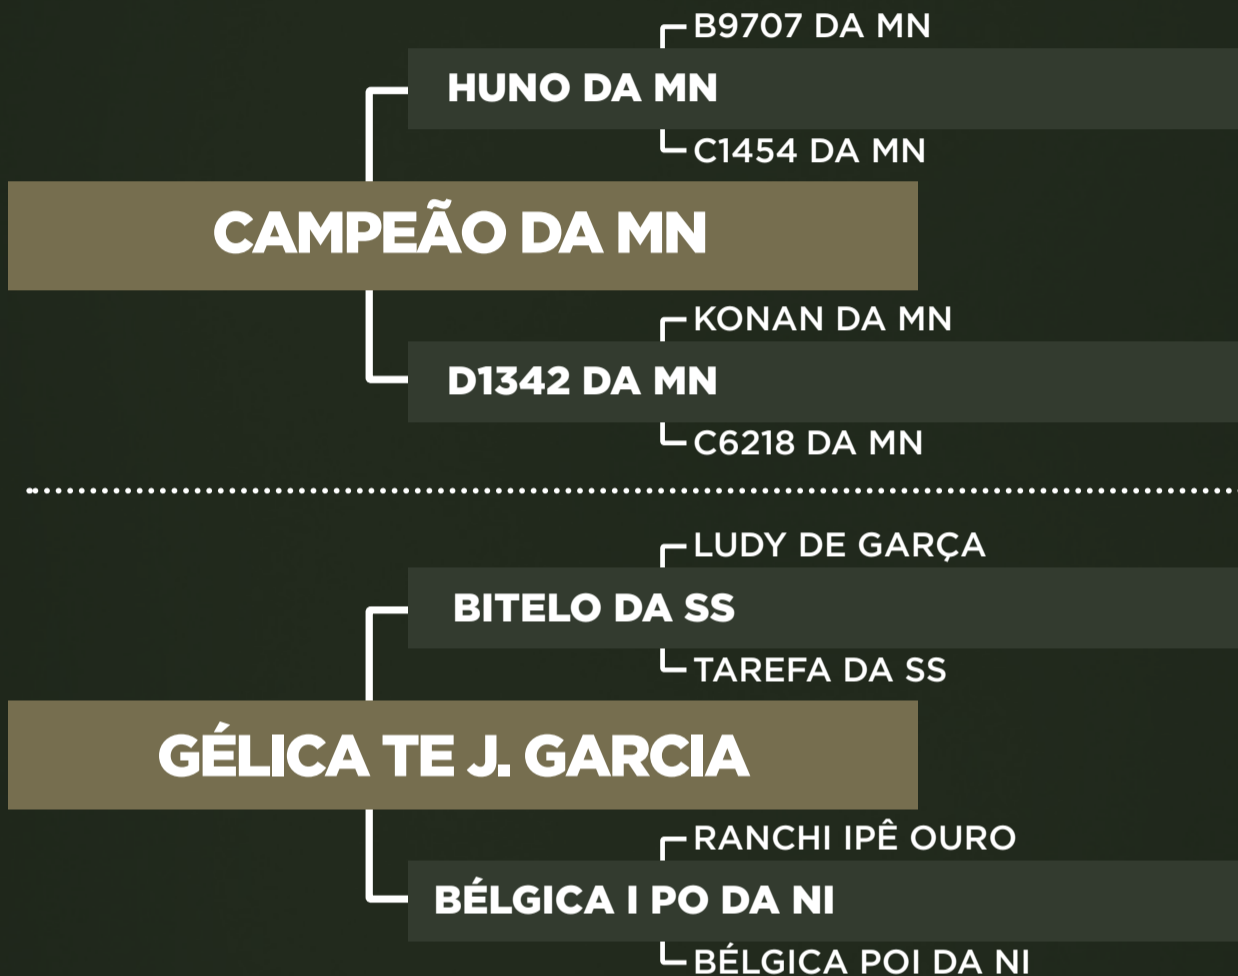 B9707 DA MN
HUNO DA MN
C1454 DA MN
CAMPEÃO DA MN
KONAN DA MN
D1342 DA MN
C6218 DA MN
LUDY DE GARÇA
BITELO DA SS
TAREFA DA SS
GÉLICA TE J. GARCIA
RANCHI IPÊ OURO
BÉLGICA I PO DA NI
BÉLGICA POI DA NI